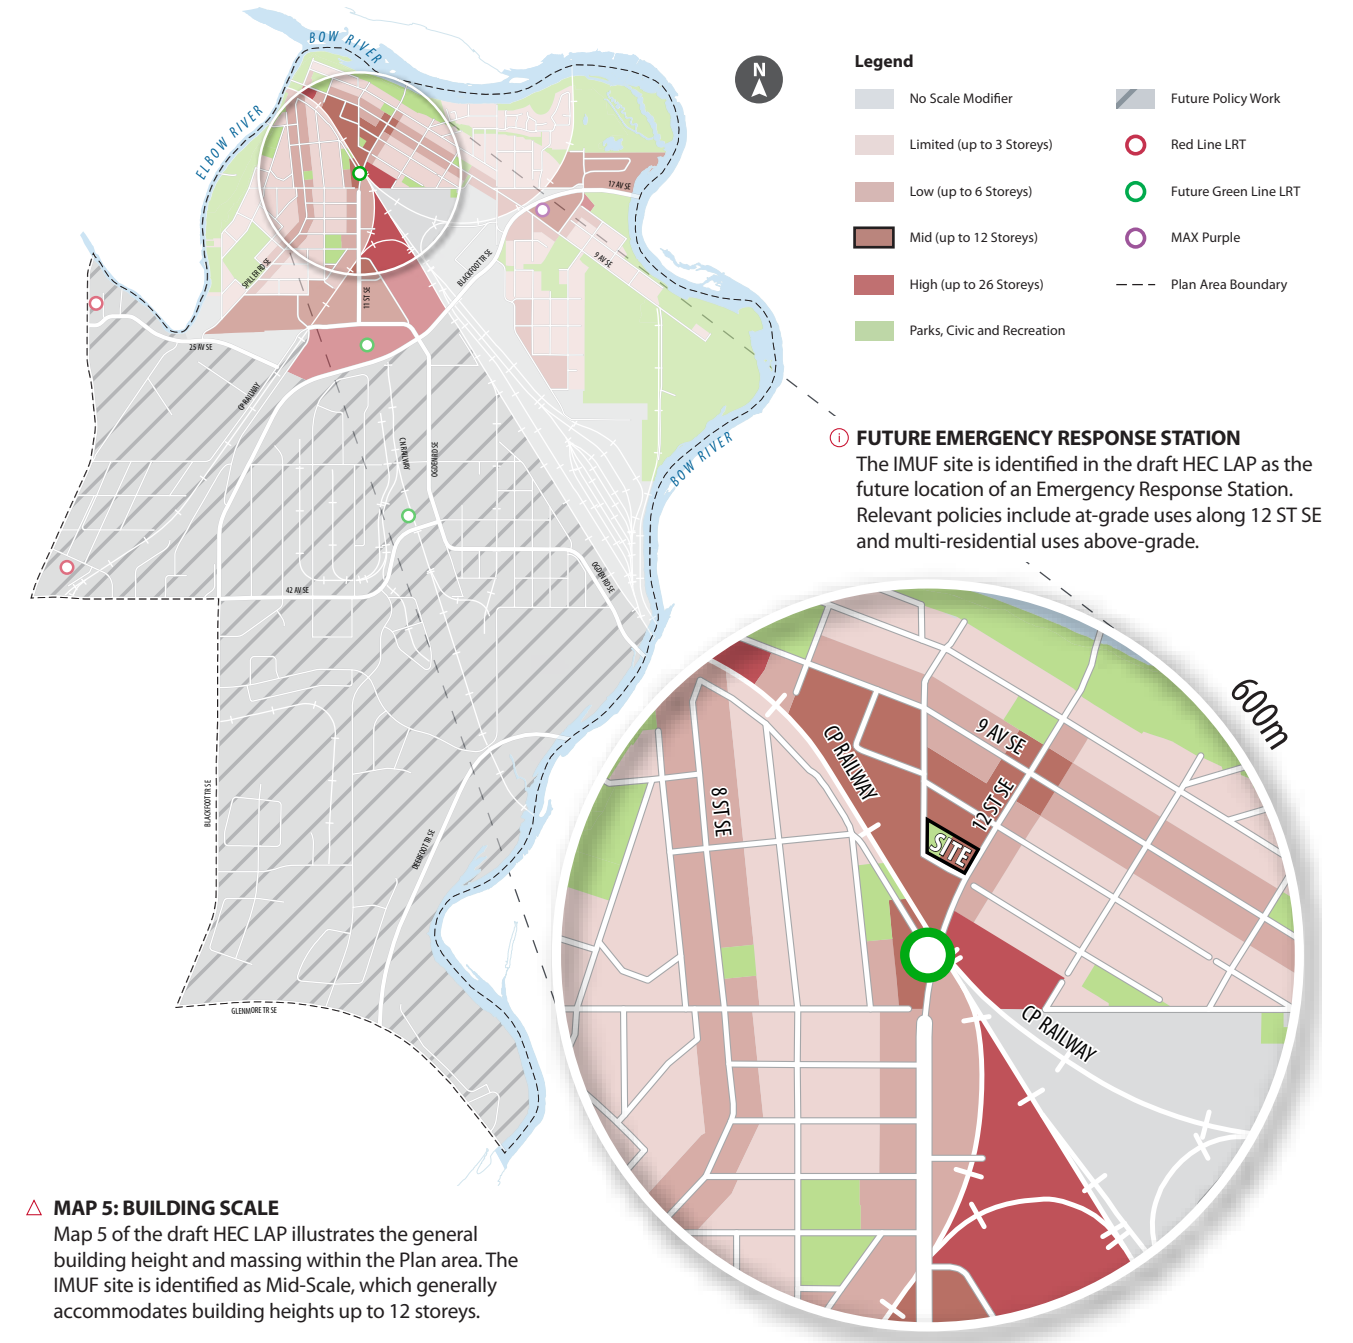 BOW RIVER
ELBOW RIVER
N
Legend
No Scale Modifier
Limited (up to 3 Storeys)
Low (up to 6 Storeys)
Mid (up to 12 Storeys)
High (up to 26 Storeys)
Parks, Civic and Recreation
Future Policy Work
Red Line LRT
Future Green Line LRT
MAX Purple
Plan Area Boundary
17 AV SE
9 AV SE
BLACKFOOT TR SE
SPILLER RD SE
11 ST SE
25 AV SE
CP RAILWAY
CN RAILWAY
OGDEN RD SE
BOW RIVER
OGDEN RD SE
42 AV SE
BLACKFOOT TR SE
DEERFOOT TR SE
GLENMORE TR SE
i FUTURE EMERGENCY RESPONSE STATION
The IMUF site is identified in the draft HEC LAP as the
future location of an Emergency Response Station.
Relevant policies include at-grade uses along 12 ST SE
and multi-residential uses above-grade.
600m
9 AV SE
CP RAILWAY
8 ST SE
12 ST SE
SITE
CP RAILWAY
MAP 5: BUILDING SCALE
Map 5 of the draft HEC LAP illustrates the general
building height and massing within the Plan area. The
IMUF site is identified as Mid-Scale, which generally
accommodates building heights up to 12 storeys.